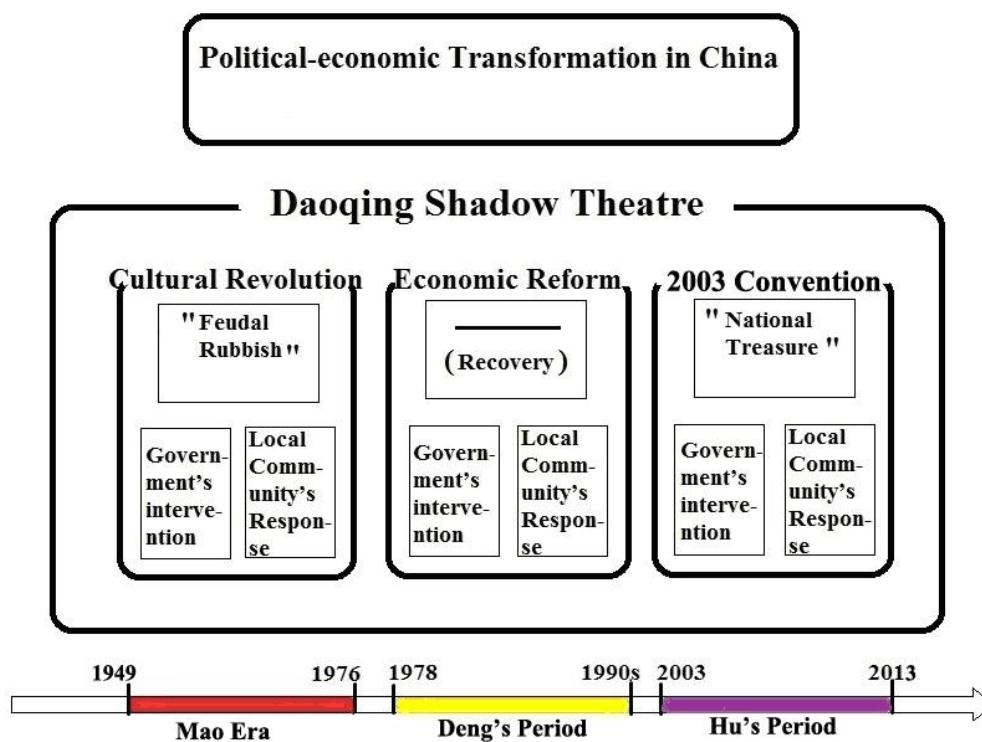 Political-economic Transformation in China
Daoqing Shadow Theatre
Cultural Revolution
" Feudal
Rubbish "
Govern-
ment's
interve-
ntion
Local
Comm-
unity's
Respon-
se
Economic Reform
(Recovery)
Govern-
ment's
interve-
ntion
Local
Comm-
unity's
Respon-
se
2003 Convention
" National
Treasure "
Govern-
ment's
interve-
ntion
Local
Comm-
unity's
Respon-
se
1949 1976 1978 1990s 2003 2013
Mao Era Deng's Period Hu's Period